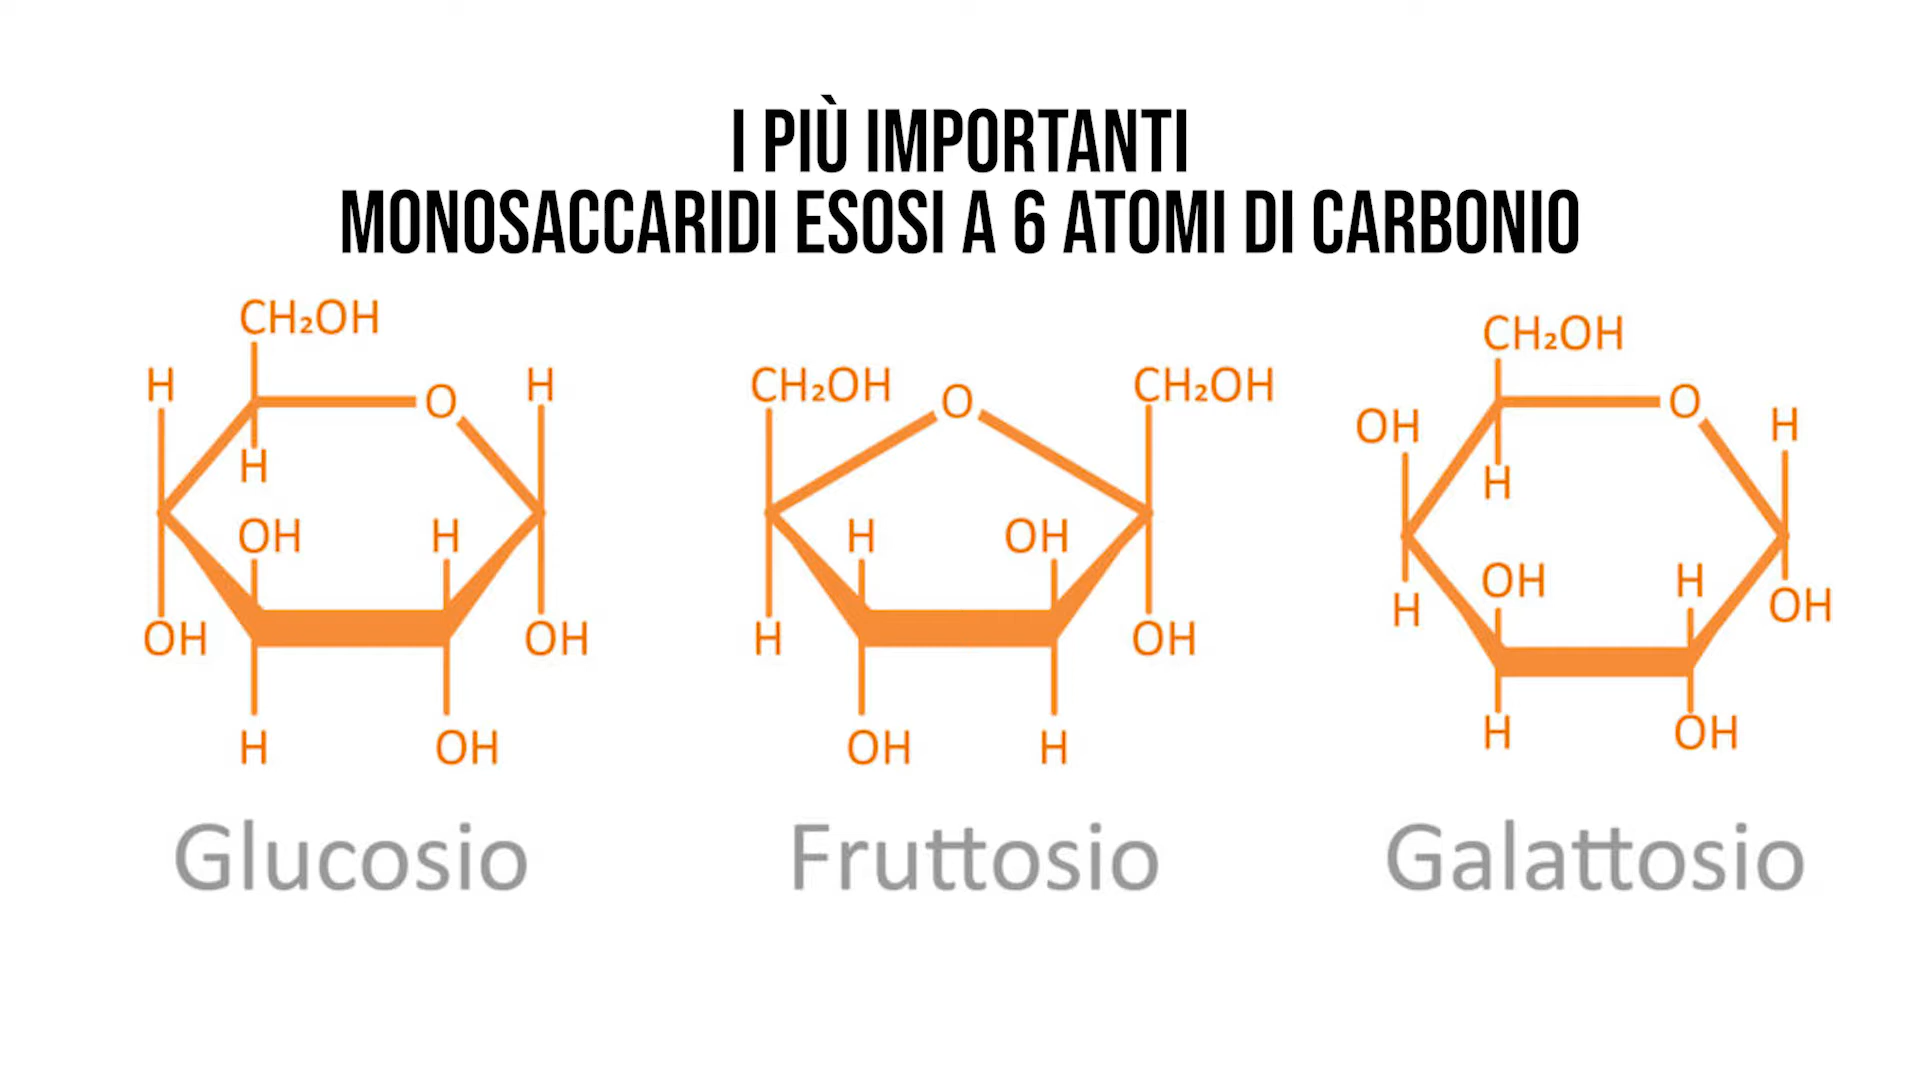 I PIÙ IMPORTANTI
MONOSACCARIDI ESOSI A 6 ATOMI DI CARBONIO
CH₂OH
H
O
H
H
OH
H
OH
OH
H
OH
Glucosio
CH₂OH
O
CH₂OH
H
OH
H
OH
OH
H
Fruttosio
CH₂OH
OH
O
H
H
OH
H
H
OH
H
OH
Galattosio